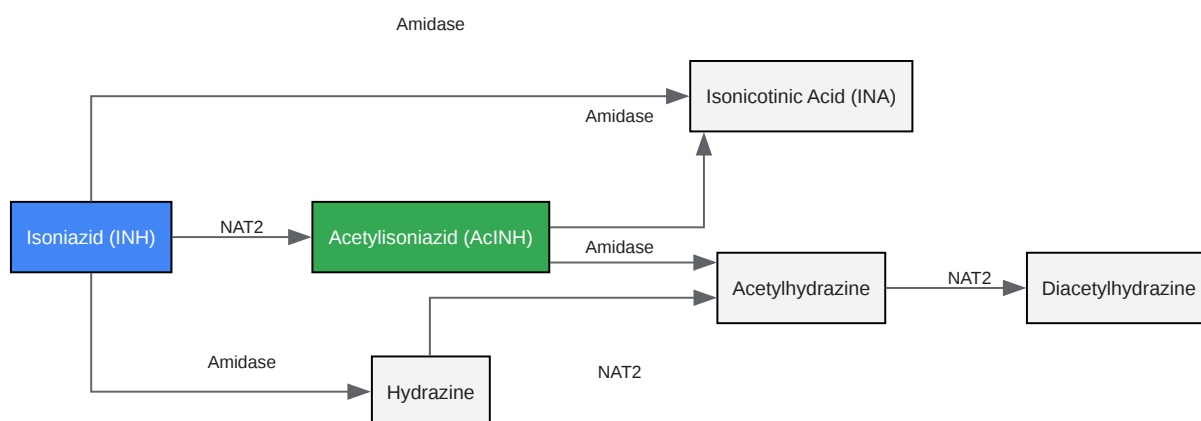 Amidase
Isonicotinic Acid (INA)
Amidase
Isoniazid (INH)
NAT2
Acetylisoniazid (AcINH)
Amidase
Acetylhydrazine
NAT2
Diacetylhydrazine
Amidase
NAT2
Hydrazine